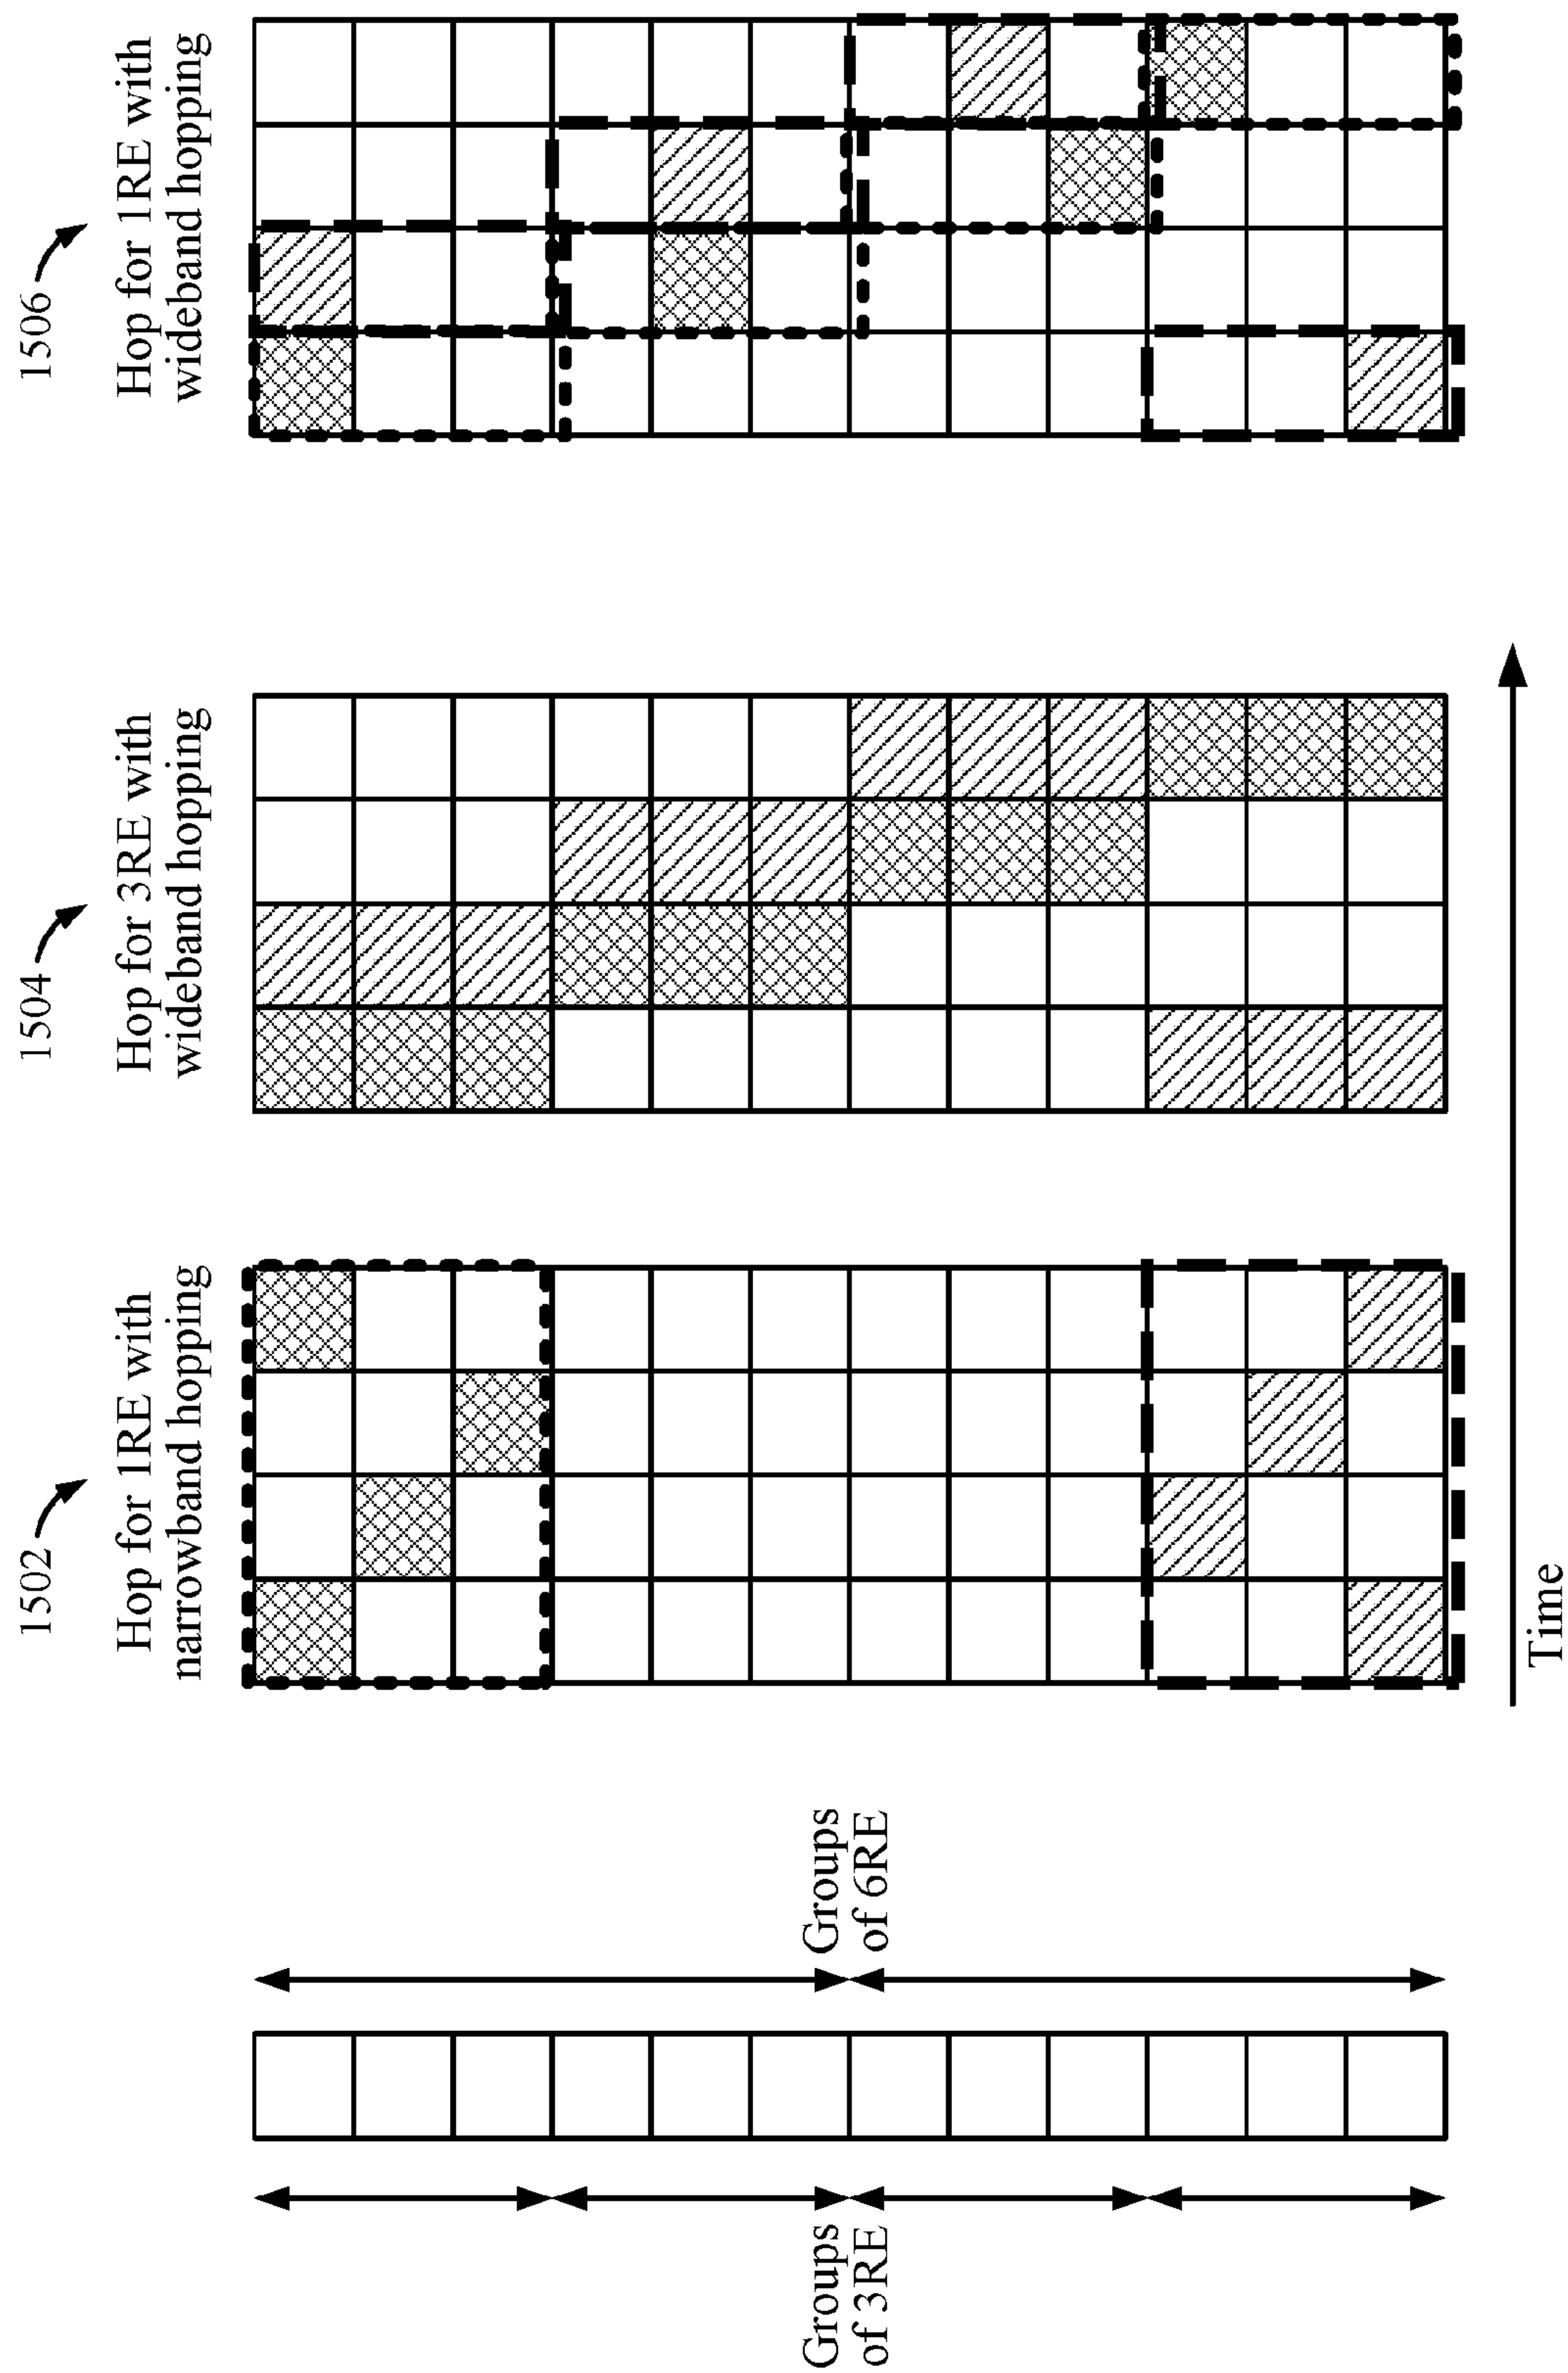 1502
Hop for 1RE with
narrowband hopping
1504
Hop for 3RE with
wideband hopping
1506
Hop for 1RE with
wideband hopping
Groups
of 3RE
Groups
of 6RE
Time